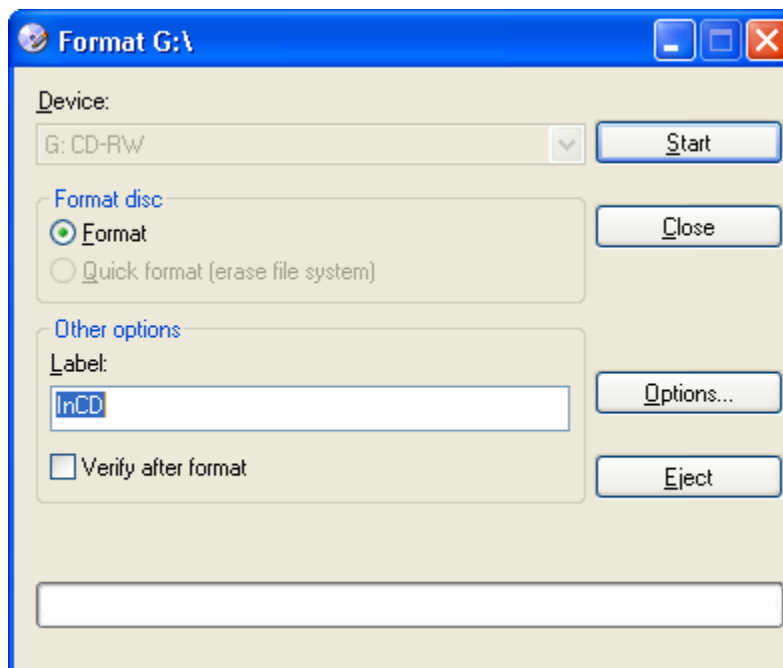 Format G:\
Device:
G: CD-RW
Start
Format disc
Format
Close
Quick format (erase file system)
Other options
Label:
InCD
Options...
Verify after format
Eject